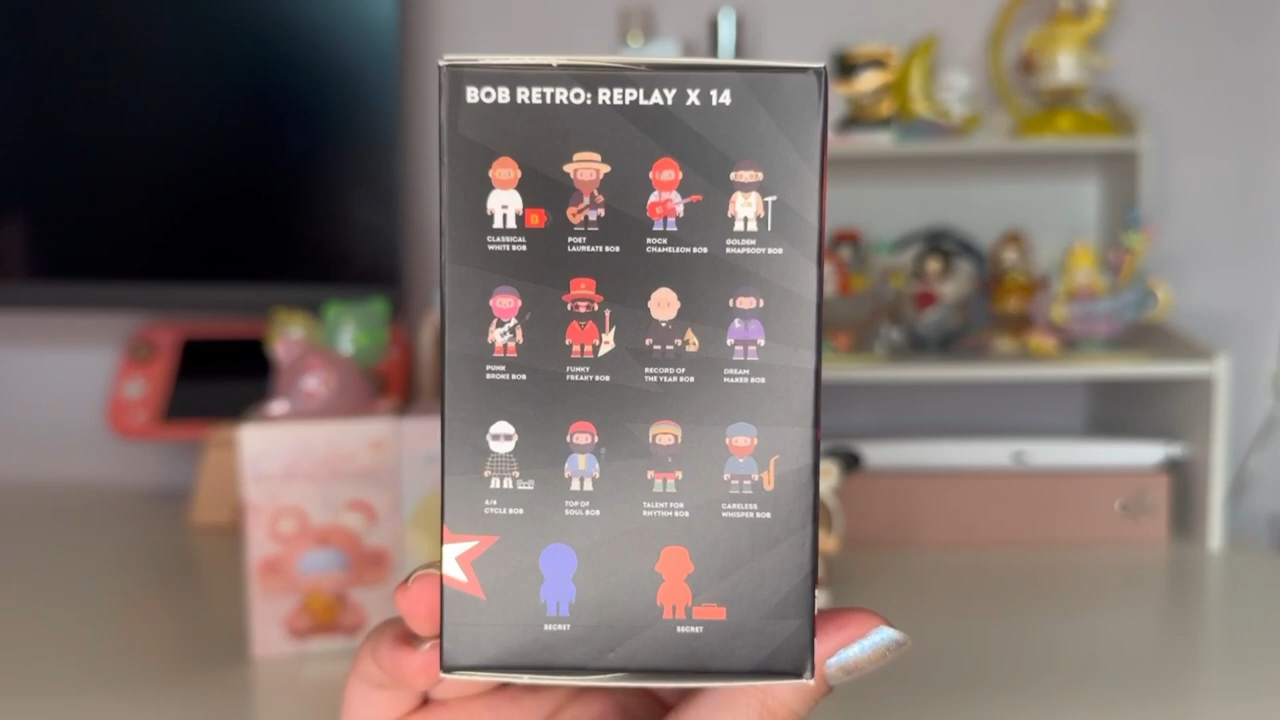 BOB RETRO: REPLAY X 14
CLASSICAL
WHITE BOB
POET
LAUREATE BOB
ROCK
CHAMELEON BOB
GOLDEN
RHAPSODY BOB
PUNK
BROKE BOB
FUNKY
FREAKY BOB
RECORD OF
THE YEAR BOB
DREAM
MAKER BOB
CYCLE BOB
TOP OF
SOUL BOB
TALENT FOR
RHYTHM BOB
CARELESS
WHISPER BOB
SECRET
SECRET